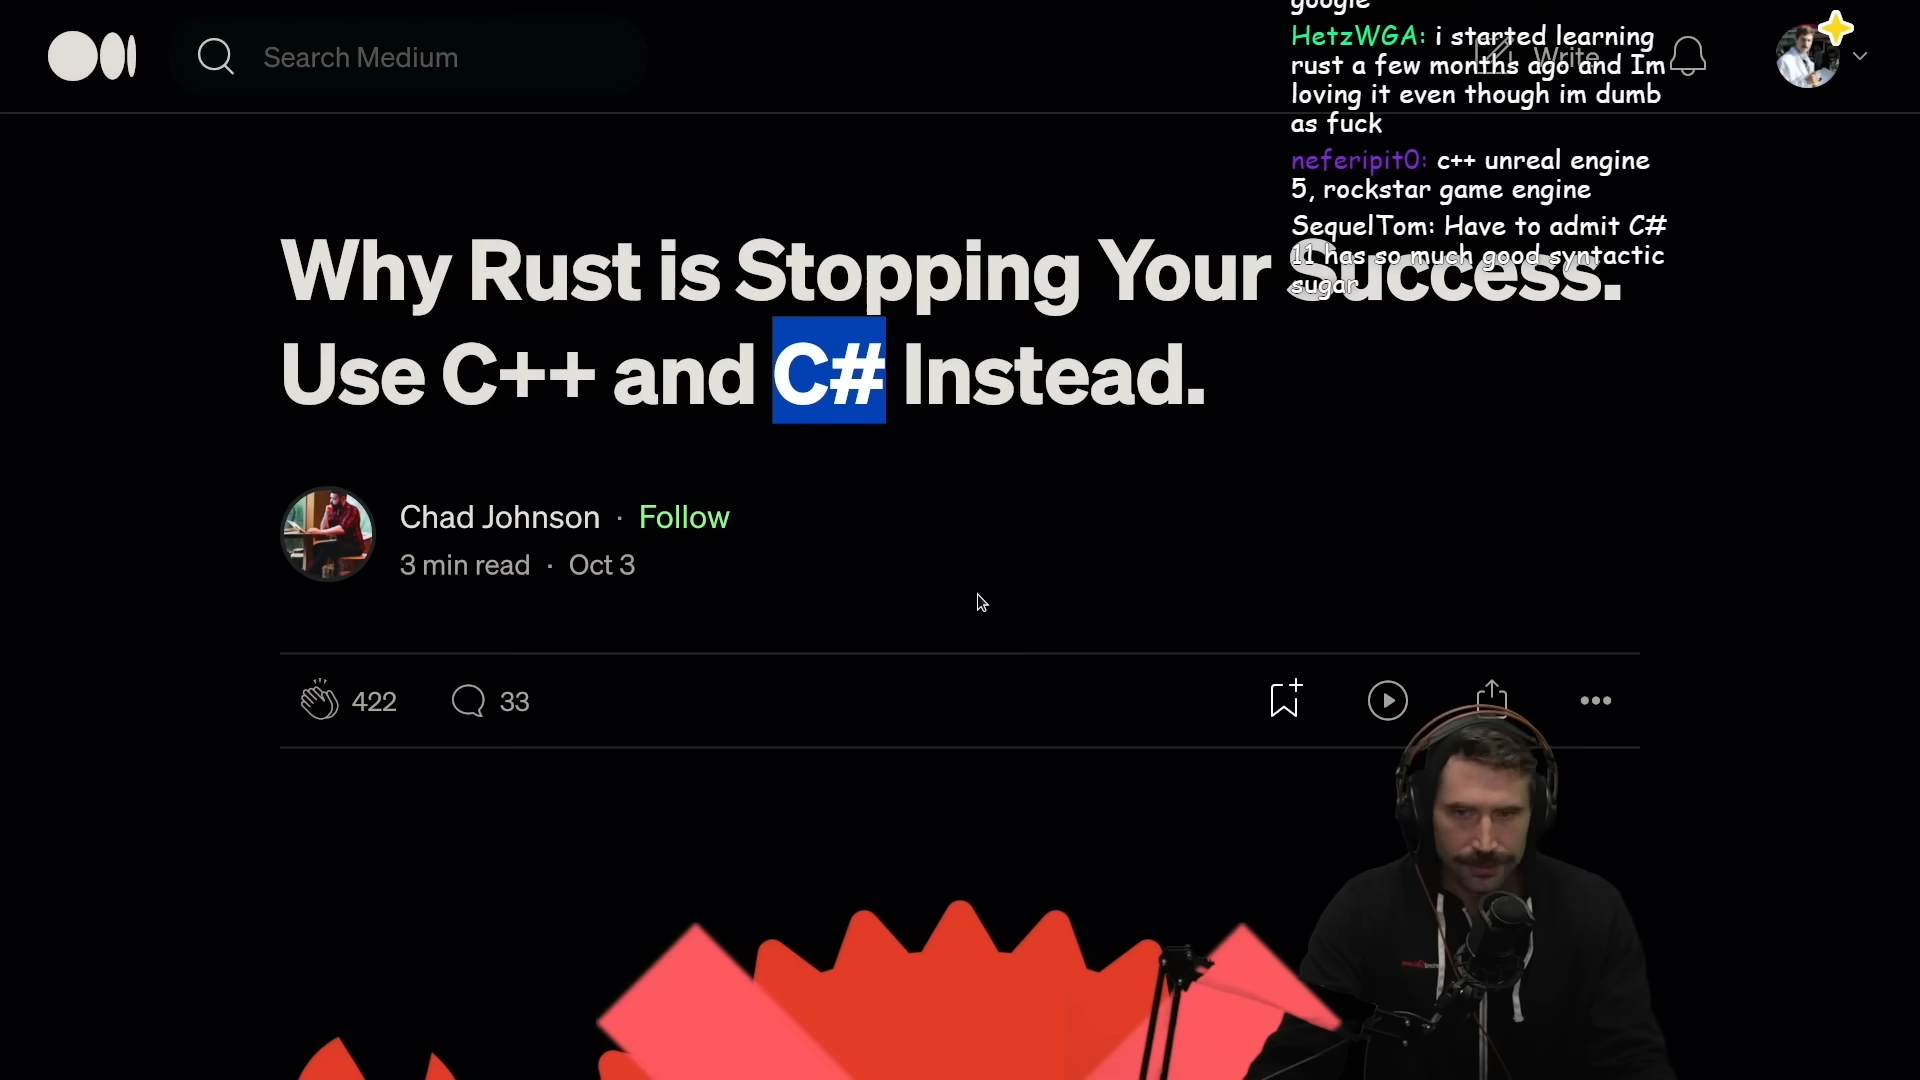 google
Search Medium
Write
HetzWGA: i started learning
rust a few months ago and Im
loving it even though im dumb
as fuck
neferipit0: c++ unreal engine
5, rockstar game engine
SequelTom: Have to admit C#
11 has so much good syntactic
sugar
Why Rust is Stopping Your Success.
Use C++ and C# Instead.
Chad Johnson · Follow
3 min read · Oct 3
422
33